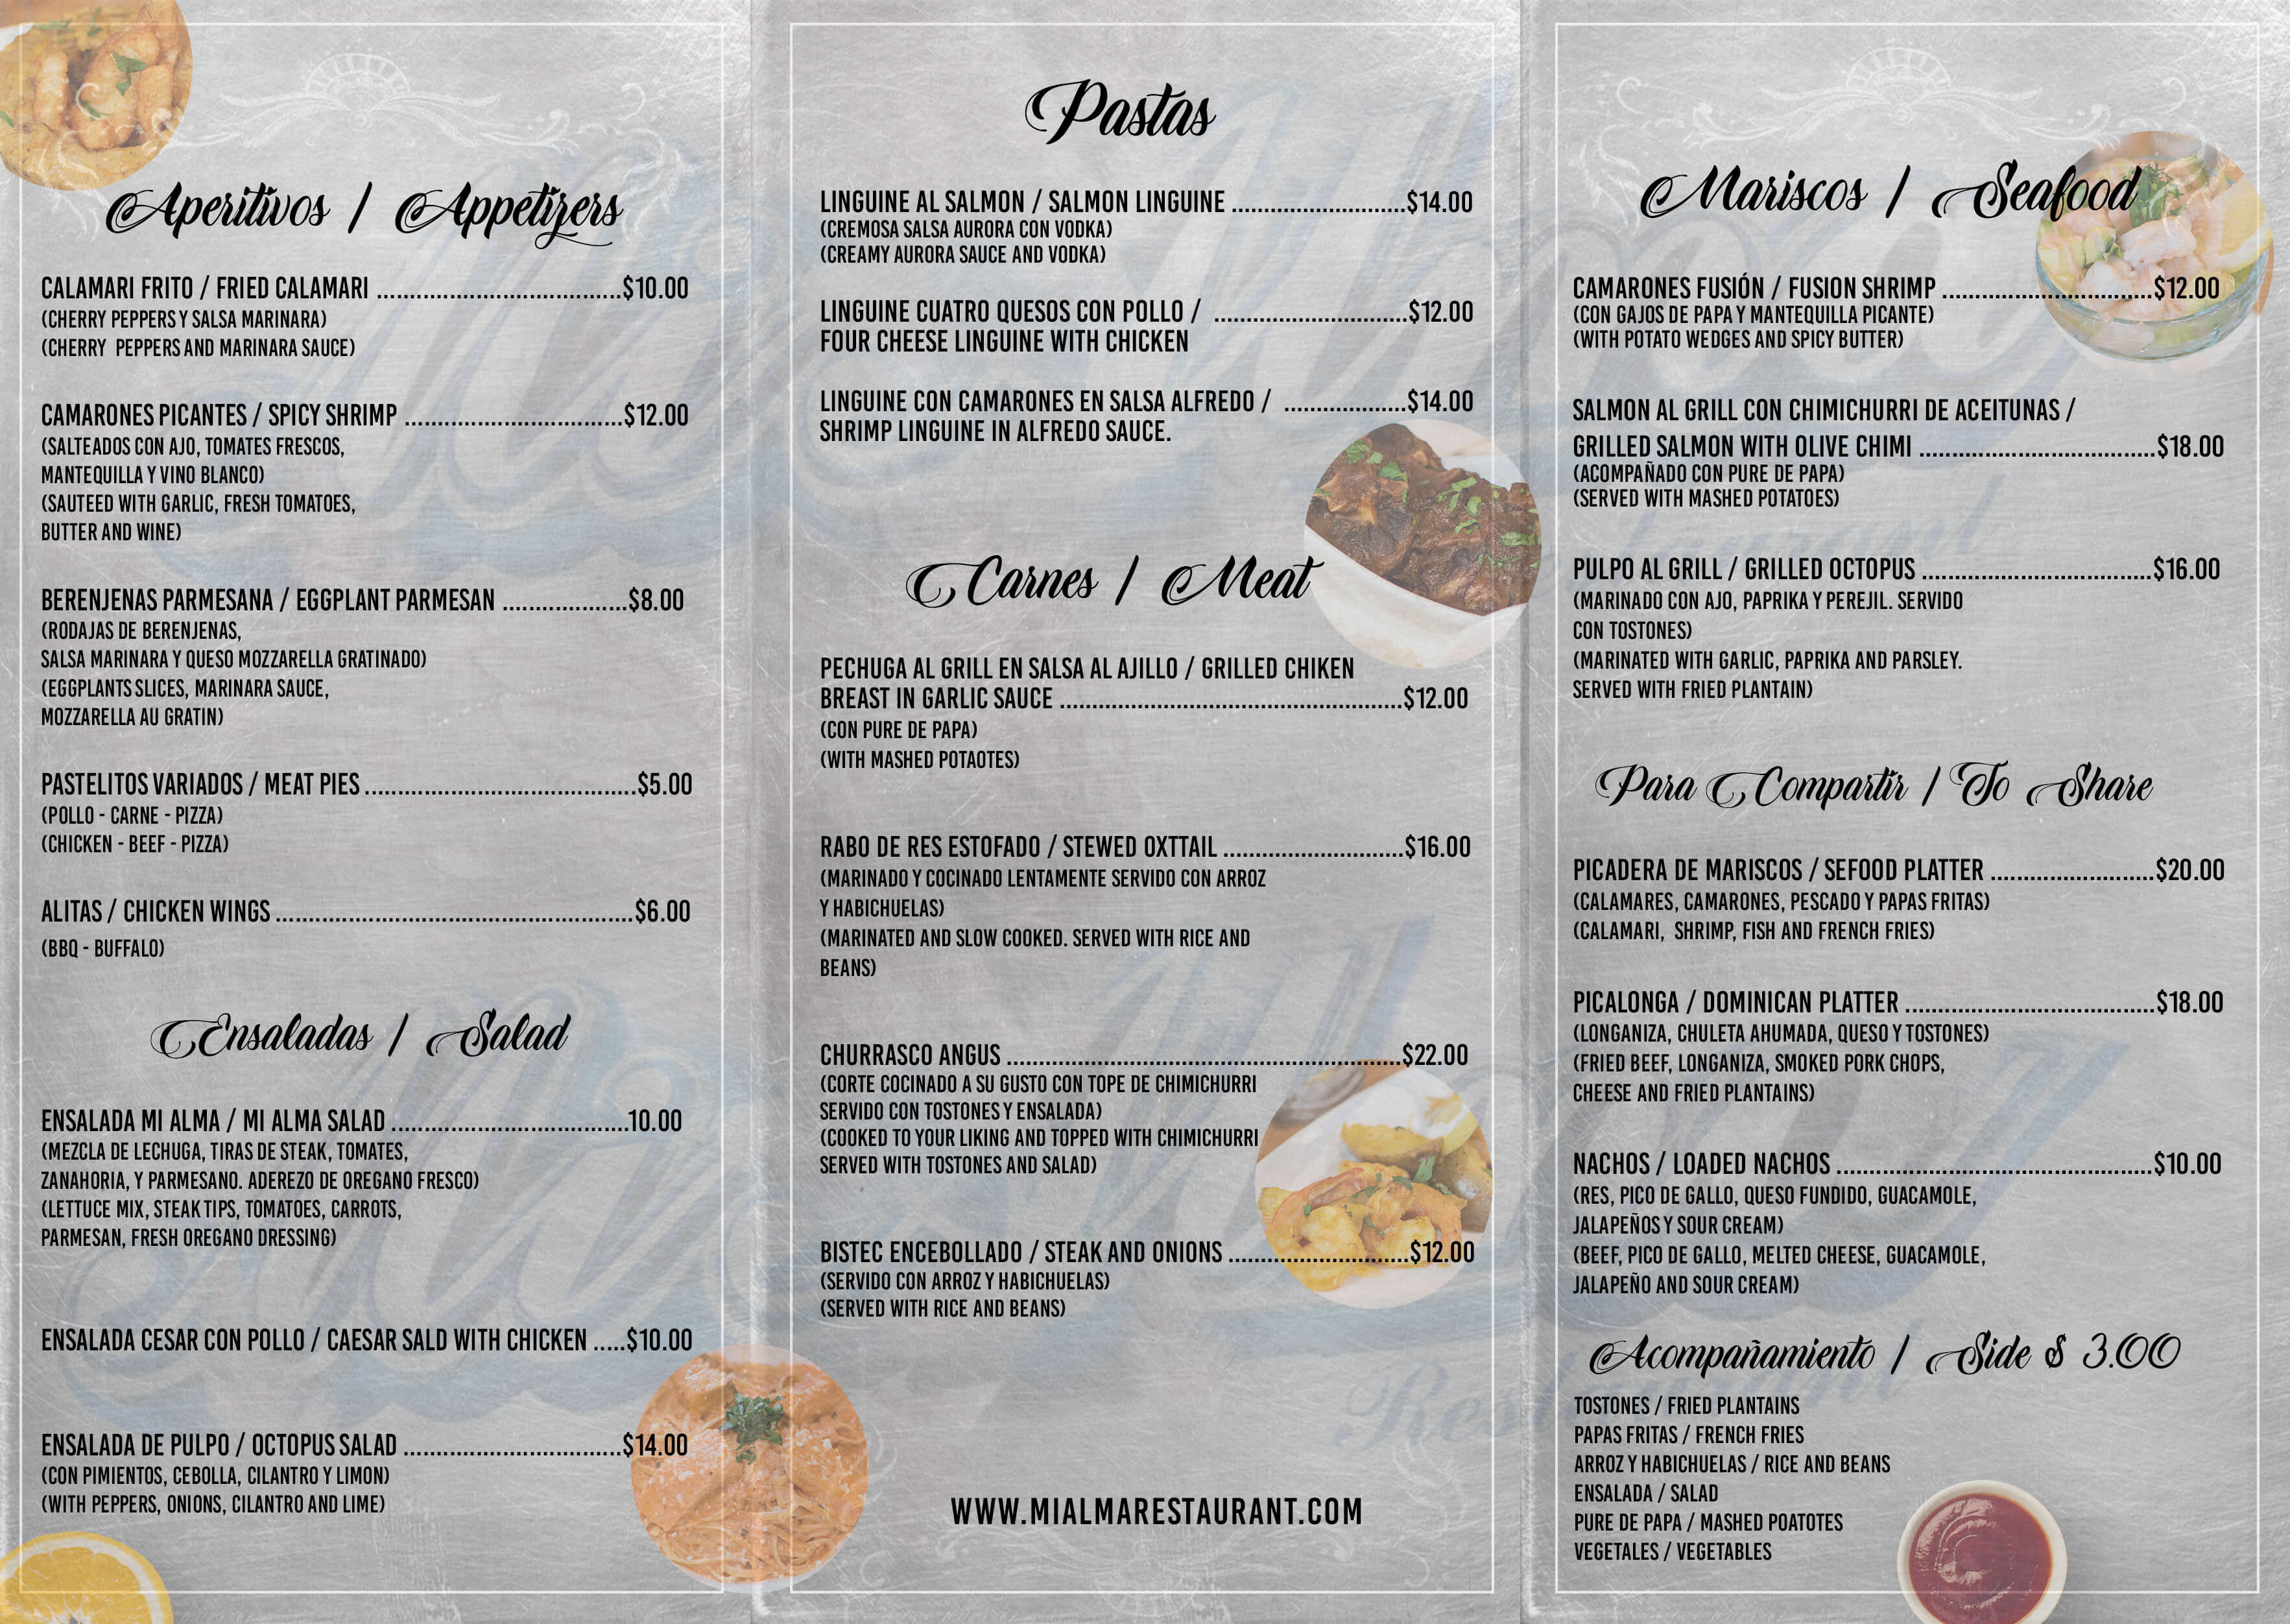 Aperitivos / Appetizers
CALAMARI FRITO / FRIED CALAMARI .....................................$10.00
(CHERRY PEPPERS Y SALSA MARINARA)
(CHERRY PEPPERS AND MARINARA SAUCE)
CAMARONES PICANTES / SPICY SHRIMP .................................$12.00
(SALTEADOS CON AJO, TOMATES FRESCOS,
MANTEQUILLA Y VINO BLANCO)
(SAUTEED WITH GARLIC, FRESH TOMATOES,
BUTTER AND WINE)
BERENJENAS PARMESANA / EGGPLANT PARMESAN ...................$8.00
(RODAJAS DE BERENJENAS,
SALSA MARINARA Y QUESO MOZZARELLA GRATINADO)
(EGGPLANTS SLICES, MARINARA SAUCE,
MOZZARELLA AU GRATIN)
PASTELITOS VARIADOS / MEAT PIES.........................................$5.00
(POLLO - CARNE - PIZZA)
(CHICKEN - BEEF - PIZZA)
ALITAS / CHICKEN WINGS ......................................................$6.00
(BBQ - BUFFALO)
Ensaladas / Salad
ENSALADA MI ALMA / MI ALMA SALAD ....................................10.00
(MEZCLA DE LECHUGA, TIRAS DE STEAK, TOMATES,
ZANAHORIA, Y PARMESANO. ADEREZO DE OREGANO FRESCO)
(LETTUCE MIX, STEAK TIPS, TOMATOES, CARROTS,
PARMESAN, FRESH OREGANO DRESSING)
ENSALADA CESAR CON POLLO / CAESAR SALD WITH CHICKEN .....$10.00
ENSALADA DE PULPO / OCTOPUS SALAD .................................$14.00
(CON PIMIENTOS, CEBOLLA, CILANTRO Y LIMON)
(WITH PEPPERS, ONIONS, CILANTRO AND LIME)
Pastas
LINGUINE AL SALMON / SALMON LINGUINE ...........................$14.00
(CREMOSA SALSA AURORA CON VODKA)
(CREAMY AURORA SAUCE AND VODKA)
LINGUINE CUATRO QUESOS CON POLLO / ..............................$12.00
FOUR CHEESE LINGUINE WITH CHICKEN
LINGUINE CON CAMARONES EN SALSA ALFREDO / ...................$14.00
SHRIMP LINGUINE IN ALFREDO SAUCE.
Carnes / Meat
PECHUGA AL GRILL EN SALSA AL AJILLO / GRILLED CHIKEN
BREAST IN GARLIC SAUCE .....................................................$12.00
(CON PURE DE PAPA)
(WITH MASHED POTAOTES)
RABO DE RES ESTOFADO / STEWED OXTTAIL ............................$16.00
(MARINADO Y COCINADO LENTAMENTE SERVIDO CON ARROZ
Y HABICHUELAS)
(MARINATED AND SLOW COOKED. SERVED WITH RICE AND
BEANS)
CHURRASCO ANGUS .............................................................$22.00
(CORTE COCINADO A SU GUSTO CON TOPE DE CHIMICHURRI
SERVIDO CON TOSTONES Y ENSALADA)
(COOKED TO YOUR LIKING AND TOPPED WITH CHIMICHURRI
SERVED WITH TOSTONES AND SALAD)
BISTEC ENCEBOLLADO / STEAK AND ONIONS ............................$12.00
(SERVIDO CON ARROZ Y HABICHUELAS)
(SERVED WITH RICE AND BEANS)
WWW.MIALMARESTAURANT.COM
Mariscos / Seafood
CAMARONES FUSIÓN / FUSION SHRIMP ................................$12.00
(CON GAJOS DE PAPA Y MANTEQUILLA PICANTE)
(WITH POTATO WEDGES AND SPICY BUTTER)
SALMON AL GRILL CON CHIMICHURRI DE ACEITUNAS /
GRILLED SALMON WITH OLIVE CHIMI ....................................$18.00
(ACOMPAÑADO CON PURE DE PAPA)
(SERVED WITH MASHED POTATOES)
PULPO AL GRILL / GRILLED OCTOPUS ...................................$16.00
(MARINADO CON AJO, PAPRIKA Y PEREJIL. SERVIDO
CON TOSTONES)
(MARINATED WITH GARLIC, PAPRIKA AND PARSLEY.
SERVED WITH FRIED PLANTAIN)
Para Compartir / To Share
PICADERA DE MARISCOS / SEFOOD PLATTER .........................$20.00
(CALAMARES, CAMARONES, PESCADO Y PAPAS FRITAS)
(CALAMARI, SHRIMP, FISH AND FRENCH FRIES)
PICALONGA / DOMINICAN PLATTER ......................................$18.00
(LONGANIZA, CHULETA AHUMADA, QUESO Y TOSTONES)
(FRIED BEEF, LONGANIZA, SMOKED PORK CHOPS,
CHEESE AND FRIED PLANTAINS)
NACHOS / LOADED NACHOS ................................................$10.00
(RES, PICO DE GALLO, QUESO FUNDIDO, GUACAMOLE,
JALAPEÑOS Y SOUR CREAM)
(BEEF, PICO DE GALLO, MELTED CHEESE, GUACAMOLE,
JALAPEÑO AND SOUR CREAM)
Acompañamiento / Side $ 3.00
TOSTONES / FRIED PLANTAINS
PAPAS FRITAS / FRENCH FRIES
ARROZ Y HABICHUELAS / RICE AND BEANS
ENSALADA / SALAD
PURE DE PAPA / MASHED POATOTES
VEGETALES / VEGETABLES